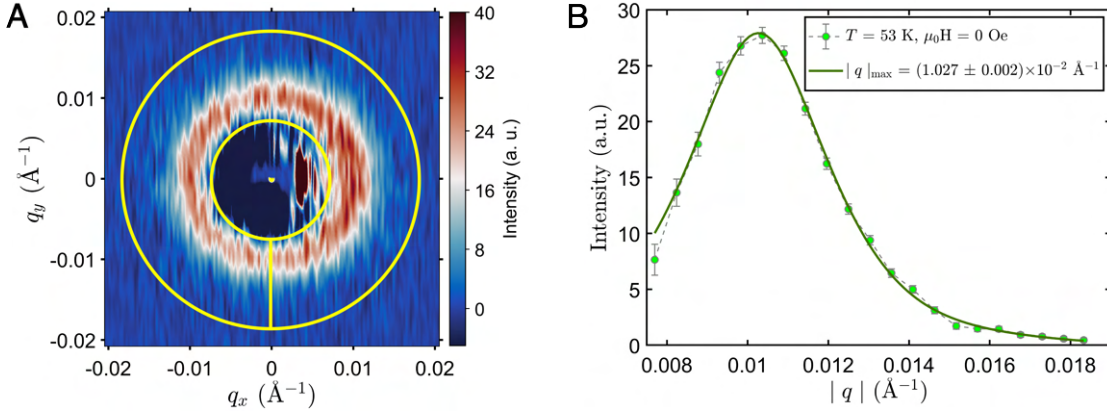 A
0.02
0.01
0
-0.01
-0.02
q_y (Å⁻¹)
-0.02 -0.01 0 0.01 0.02
q_x (Å⁻¹)
40
32
24
16
8
0
Intensity (a. u.)
B
30
25
20
15
10
5
0
Intensity (a.u.)
T = 53 K, μ₀H = 0 Oe
| q |max = (1.027 ± 0.002)×10⁻² Å⁻¹
0.008 0.01 0.012 0.014 0.016 0.018
| q | (Å⁻¹)